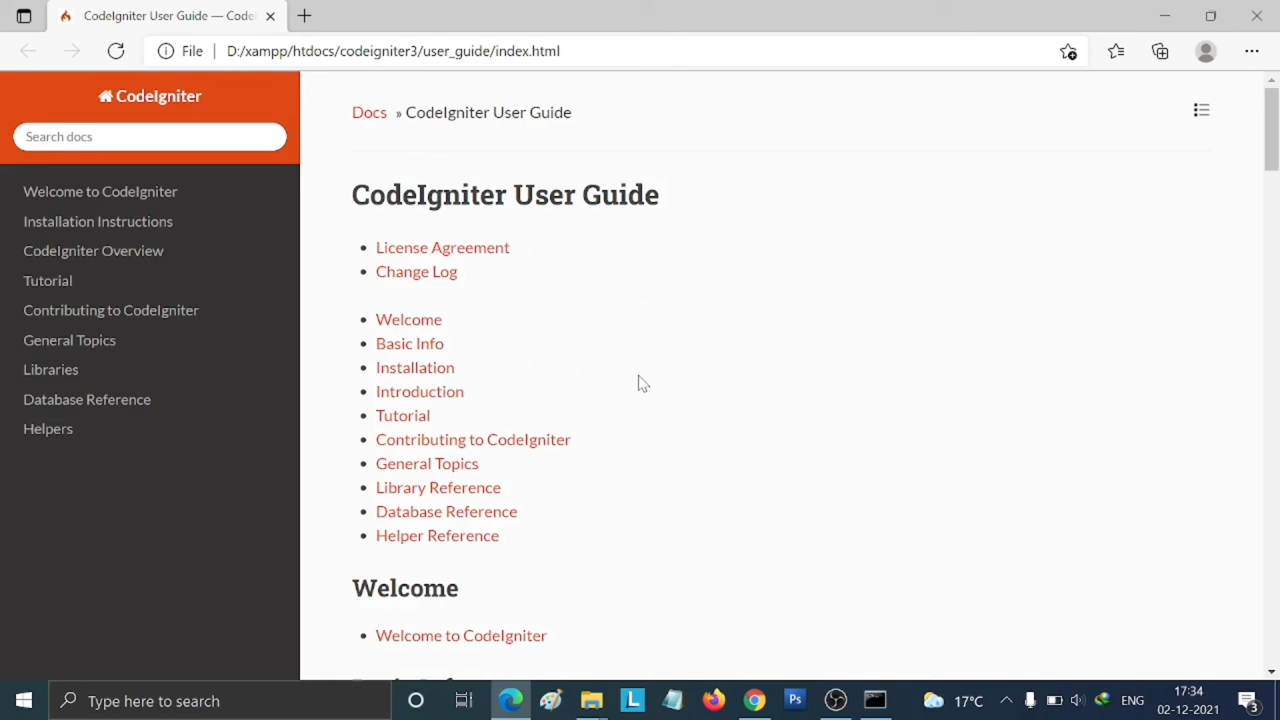 CodeIgniter User Guide — Code
File
D:/xampp/htdocs/codeigniter3/user_guide/index.html
CodeIgniter
Search docs
Welcome to CodeIgniter
Installation Instructions
CodeIgniter Overview
Tutorial
Contributing to CodeIgniter
General Topics
Libraries
Database Reference
Helpers
Docs » CodeIgniter User Guide
CodeIgniter User Guide
License Agreement
Change Log
Welcome
Basic Info
Installation
Introduction
Tutorial
Contributing to CodeIgniter
General Topics
Library Reference
Database Reference
Helper Reference
Welcome
Welcome to CodeIgniter
Type here to search
L
Ps
17°C
ENG
17:34
02-12-2021
3